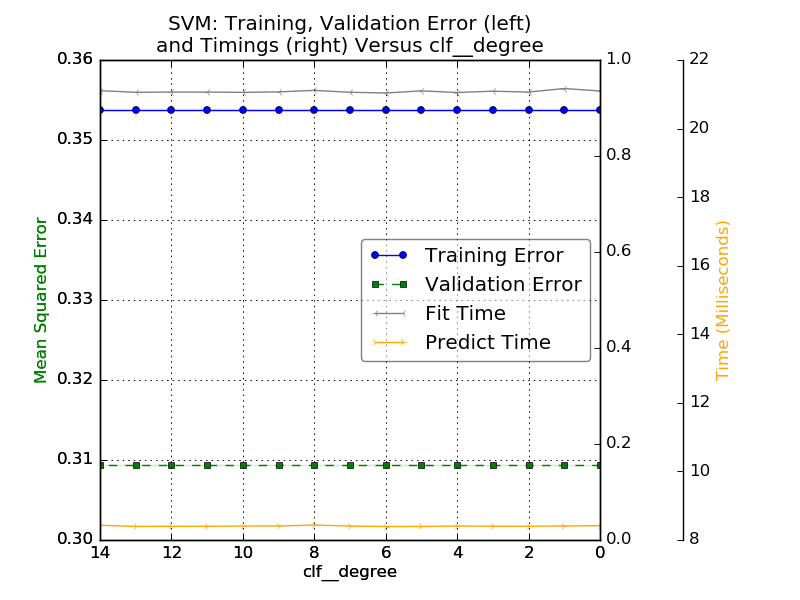 SVM: Training, Validation Error (left)
and Timings (right) Versus clf__degree
0.36
0.35
0.34
0.33
0.32
0.31
0.30
Mean Squared Error
1.0
0.8
0.6
0.4
0.2
0.0
22
20
18
16
14
12
10
8
Time (Milliseconds)
Training Error
Validation Error
Fit Time
Predict Time
14 12 10 8 6 4 2 0
clf__degree